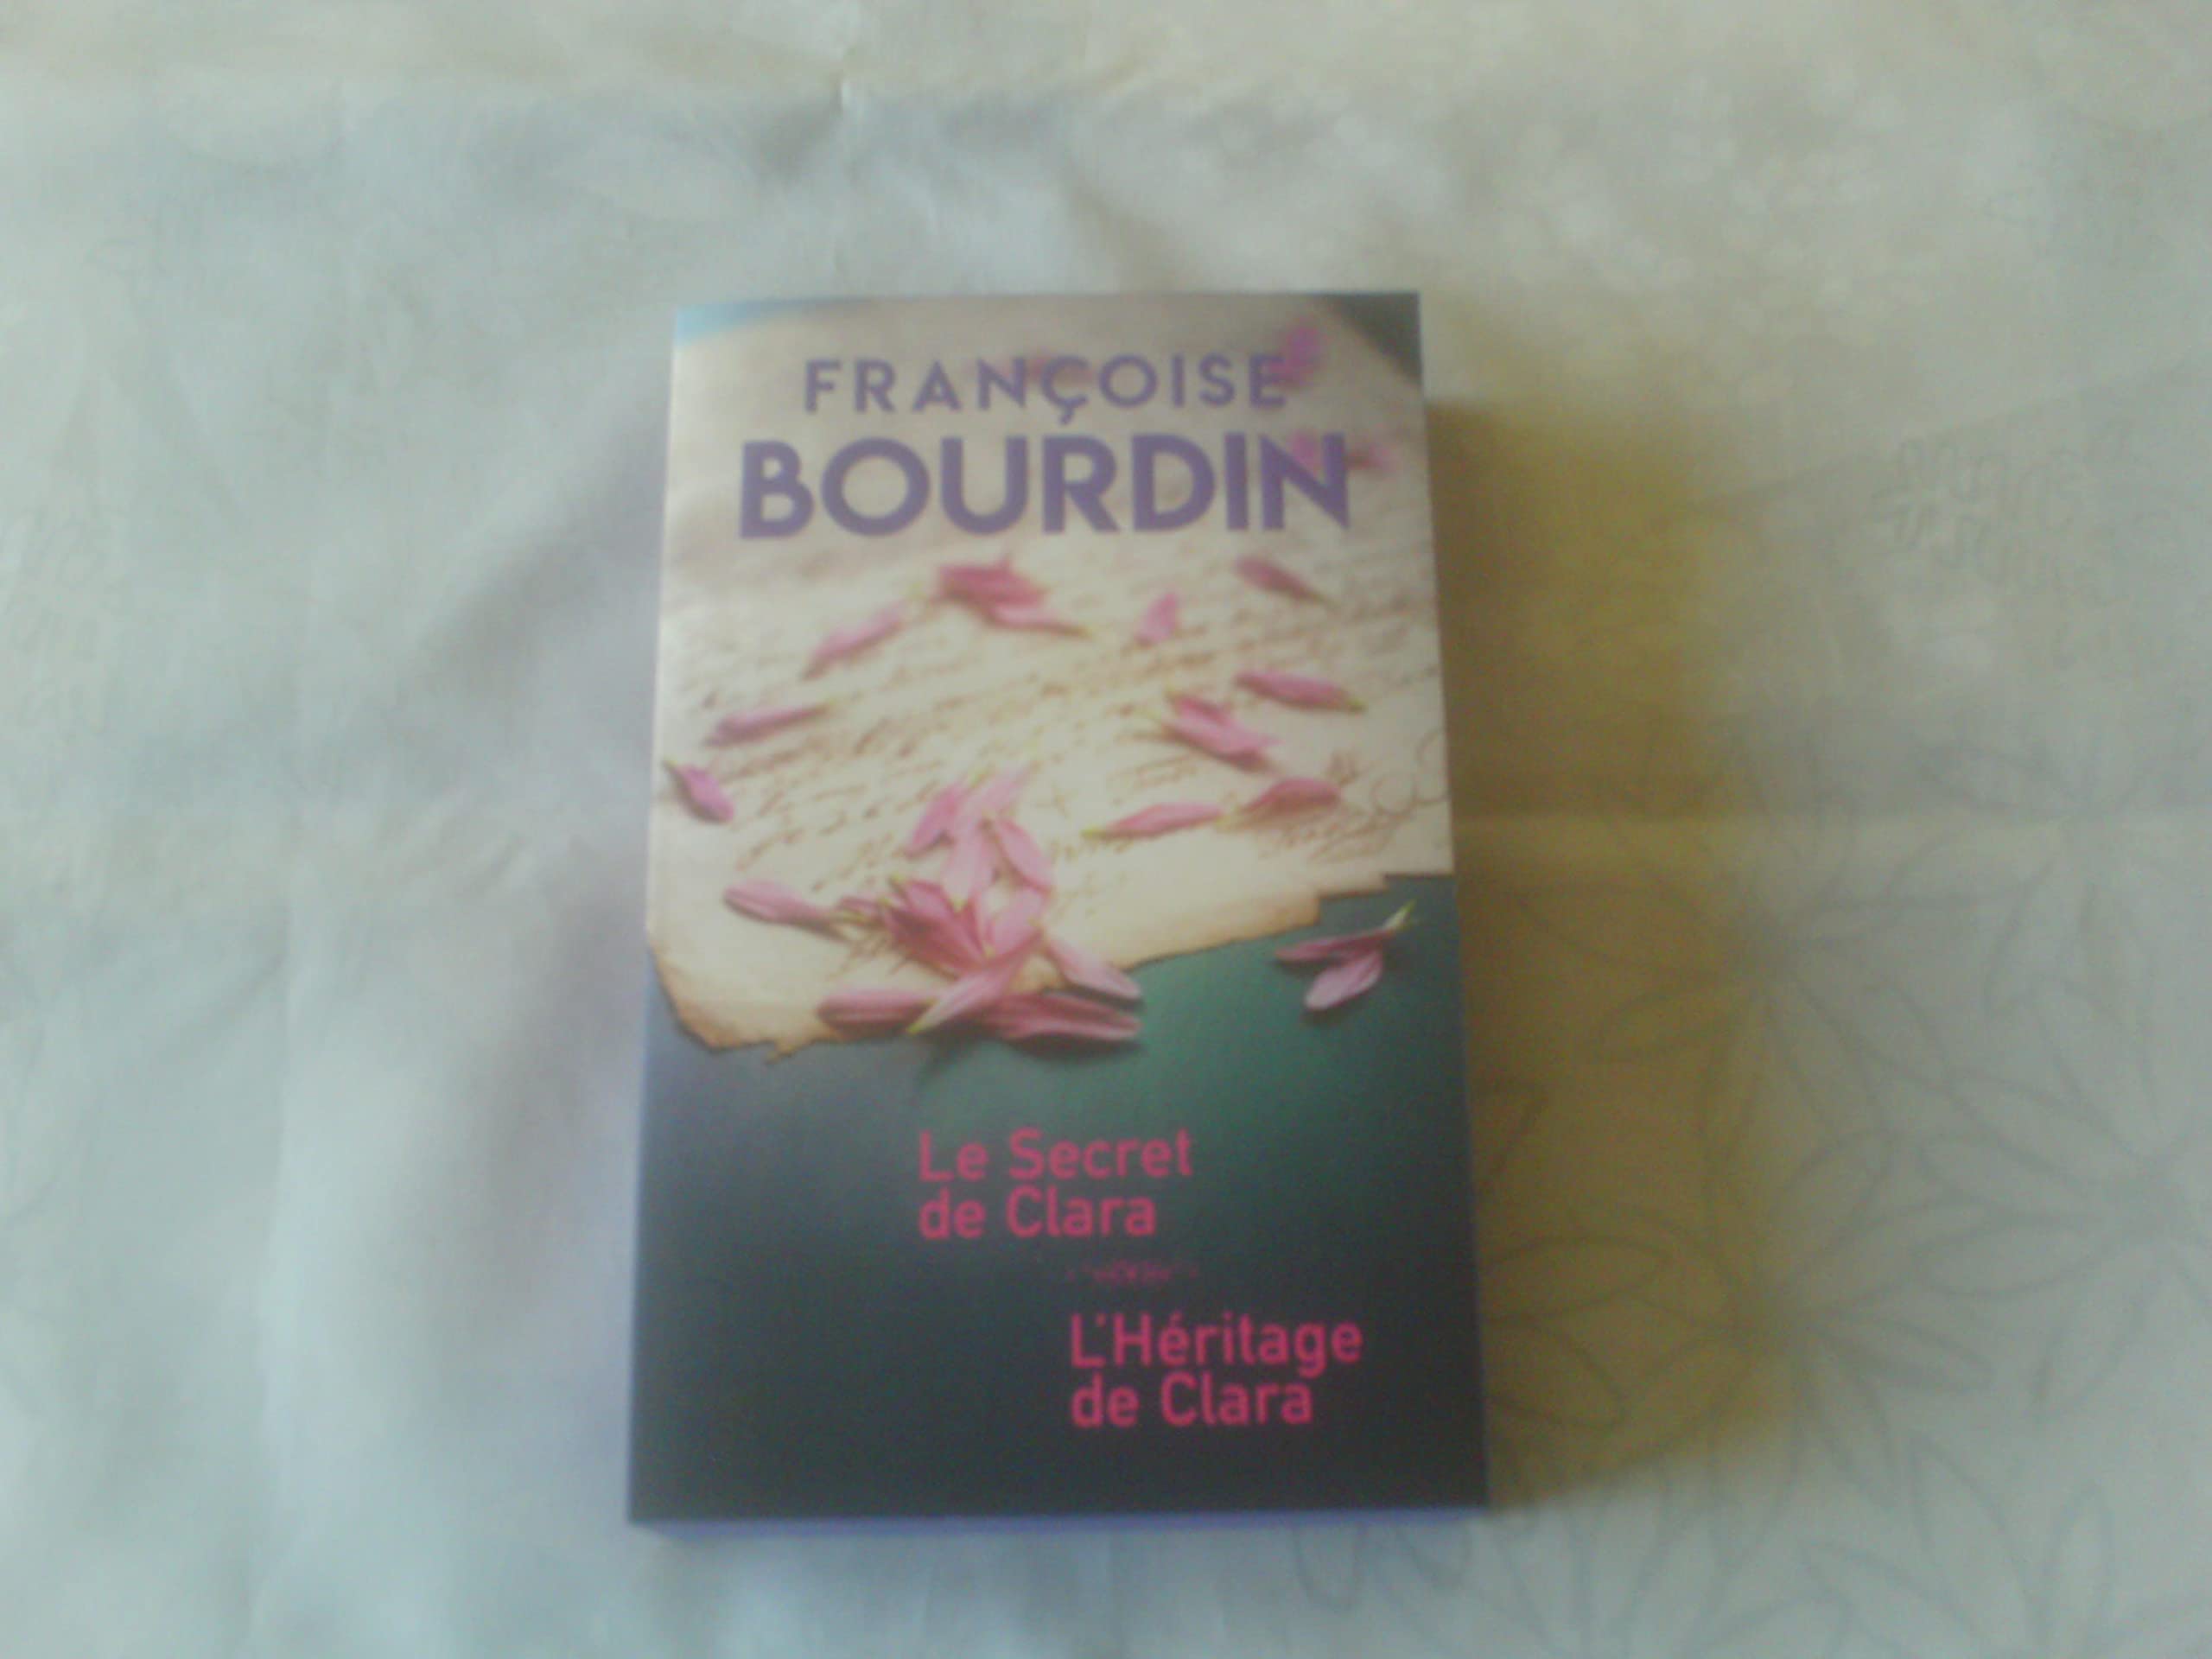 FRANÇOISE
BOURDIN
Le Secret
de Clara
L'Héritage
de Clara